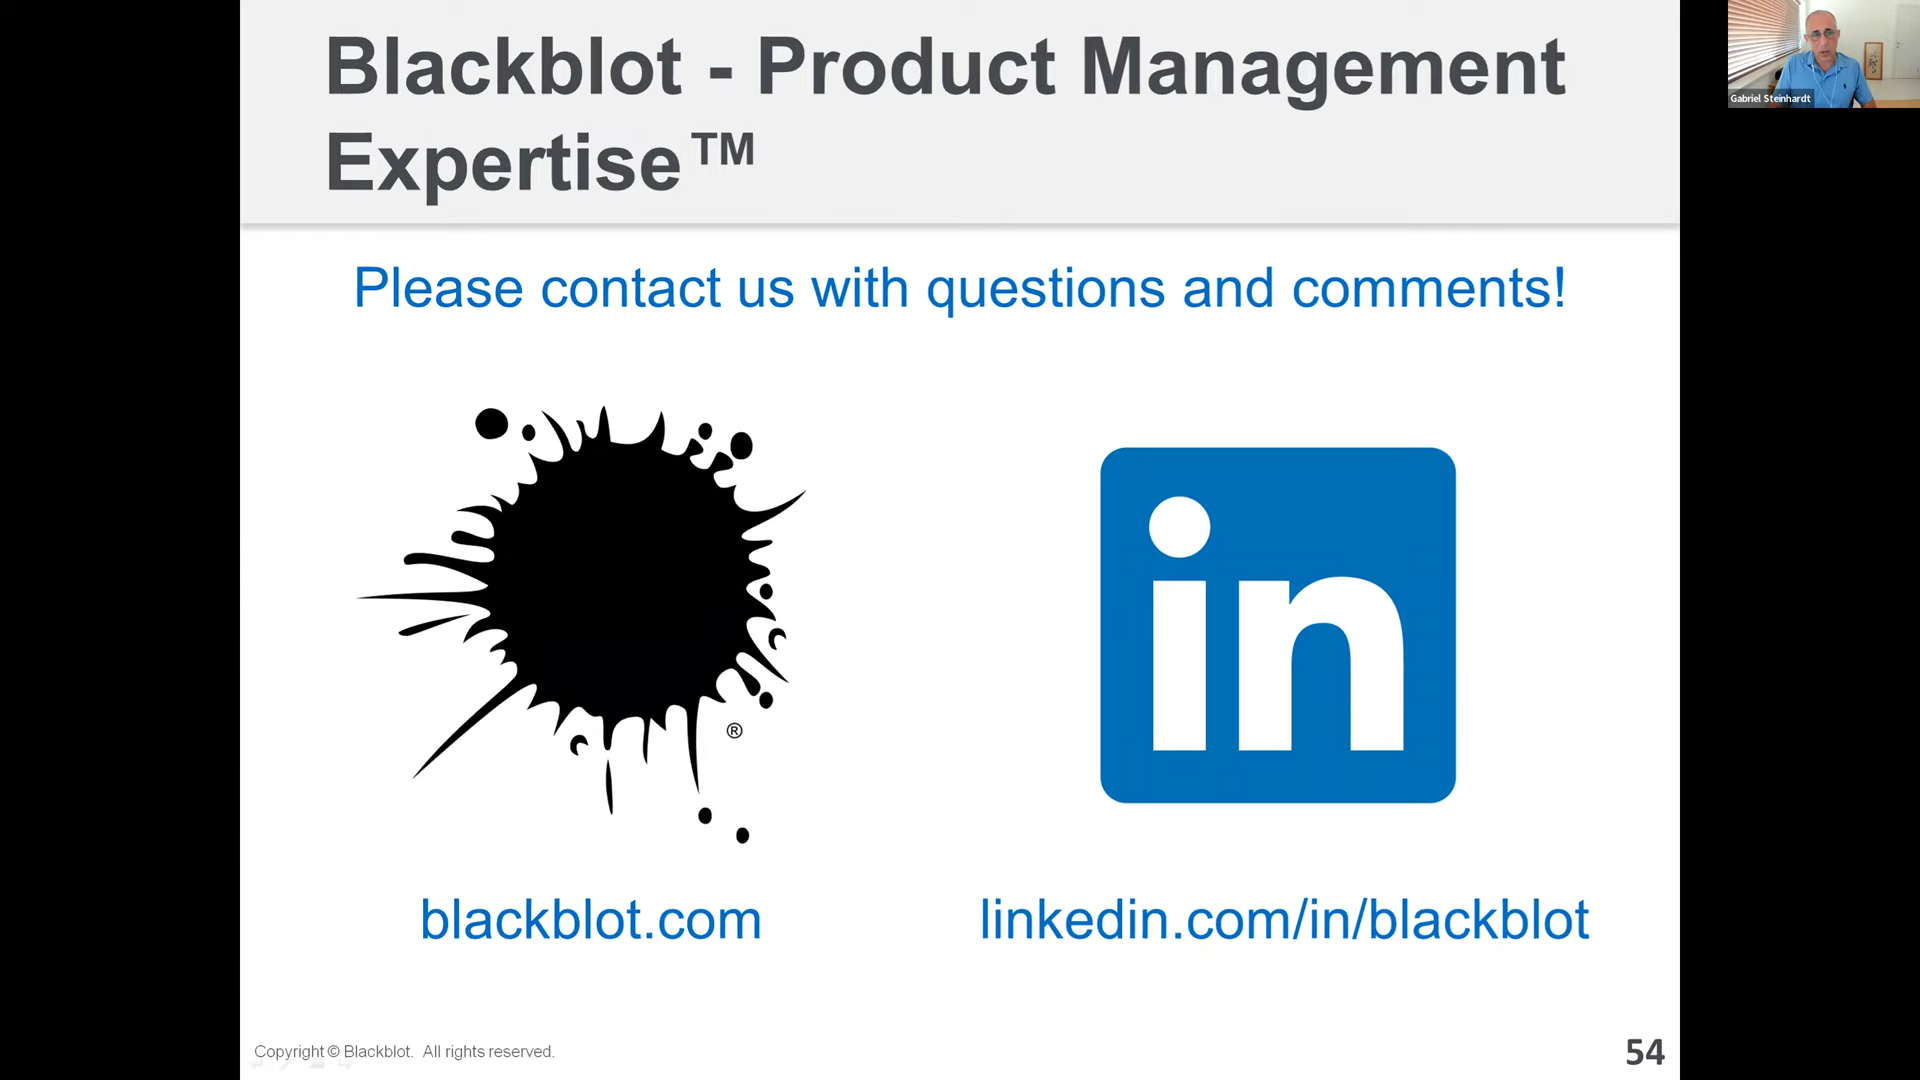 Blackblot - Product Management
Expertise™
Gabriel Steinhardt
Please contact us with questions and comments!
®
in
blackblot.com
linkedin.com/in/blackblot
Copyright © Blackblot. All rights reserved.
54